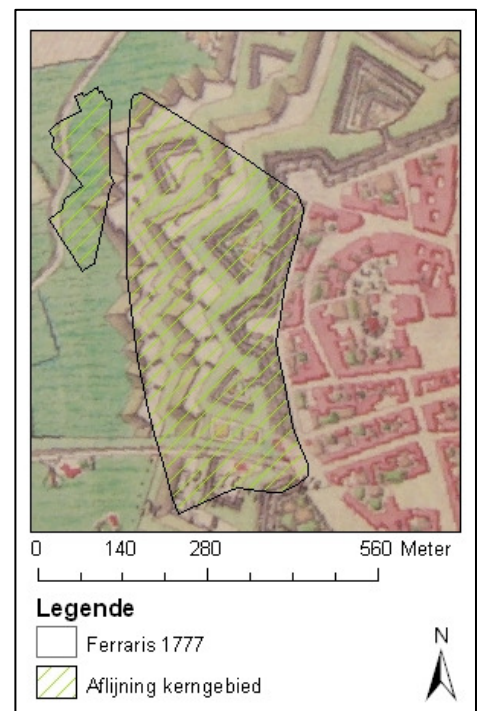 0 140 280 560 Meter
Legende
Ferraris 1777
Aflijning kerngebied
N